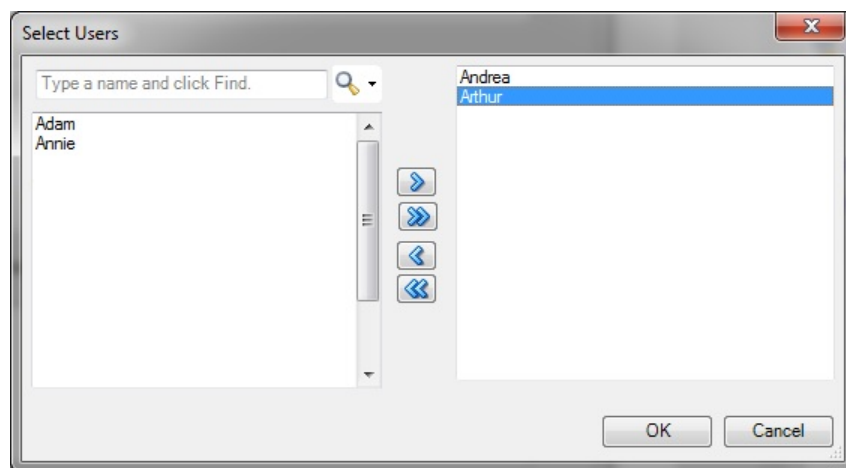 Select Users
Type a name and click Find.
Adam
Annie
Andrea
Arthur
OK
Cancel